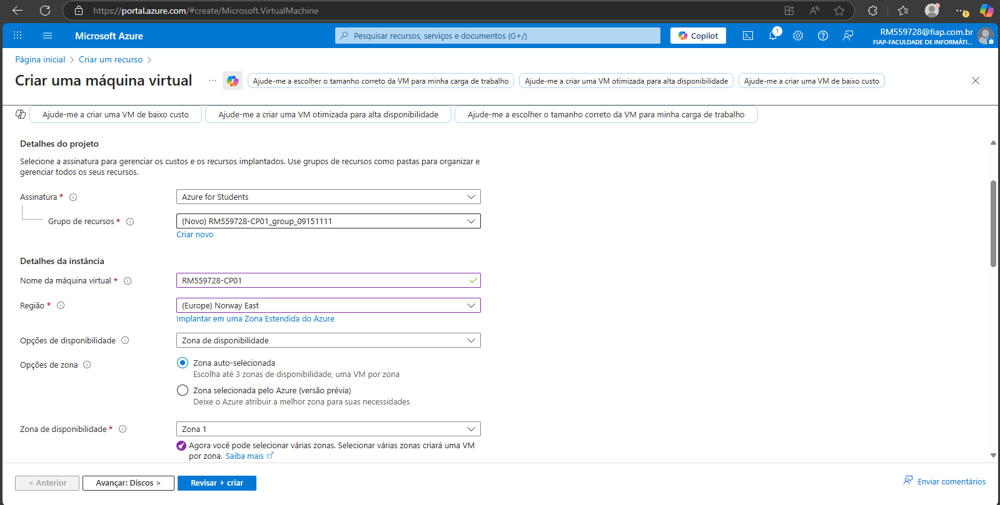 https://portal.azure.com/#create/Microsoft.VirtualMachine
Microsoft Azure
Pesquisar recursos, serviços e documentos (G+/)
Copilot
1
RM559728@fiap.com.br
FIAP-FACULDADE DE INFORMÁTI...
Página inicial > Criar um recurso >
Criar uma máquina virtual
...
Ajude-me a escolher o tamanho correto da VM para minha carga de trabalho
Ajude-me a criar uma VM otimizada para alta disponibilidade
Ajude-me a criar uma VM de baixo custo
Ajude-me a criar uma VM de baixo custo
Ajude-me a criar uma VM otimizada para alta disponibilidade
Ajude-me a escolher o tamanho correto da VM para minha carga de trabalho
Detalhes do projeto
Selecione a assinatura para gerenciar os custos e os recursos implantados. Use grupos de recursos como pastas para organizar e
gerenciar todos os seus recursos.
Assinatura *
Azure for Students
Grupo de recursos *
(Novo) RM559728-CP01_group_09151111
Criar novo
Detalhes da instância
Nome da máquina virtual *
RM559728-CP01
Região *
(Europe) Norway East
Implantar em uma Zona Estendida do Azure
Opções de disponibilidade
Zona de disponibilidade
Opções de zona
Zona auto-selecionada
Escolha até 3 zonas de disponibilidade, uma VM por zona
Zona selecionada pelo Azure (versão prévia)
Deixe o Azure atribuir a melhor zona para suas necessidades
Zona de disponibilidade *
Zona 1
Agora você pode selecionar várias zonas. Selecionar várias zonas criará uma VM
por zona. Saiba mais
< Anterior
Avançar: Discos >
Revisar + criar
Enviar comentários